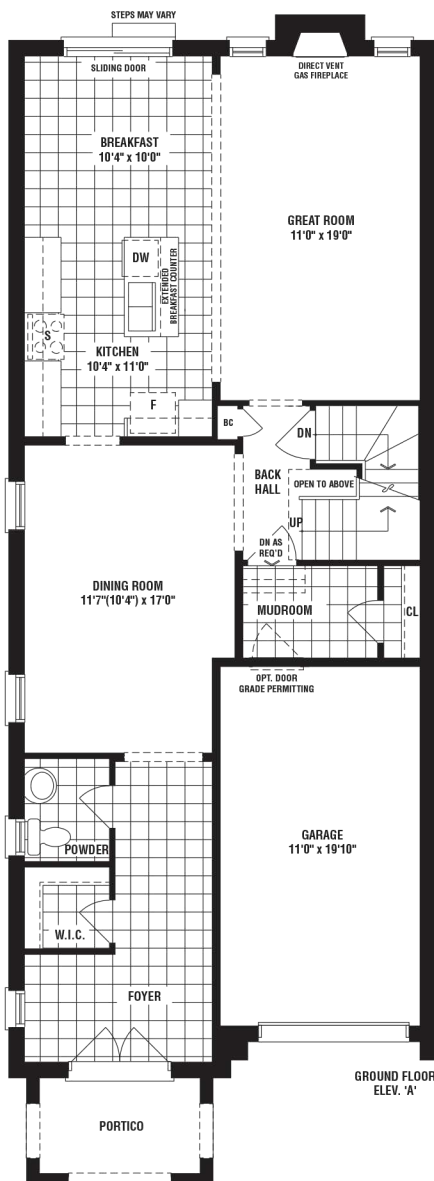 STEPS MAY VARY
SLIDING DOOR
DIRECT VENT
GAS FIREPLACE
BREAKFAST
10'4" x 10'0"
GREAT ROOM
11'0" x 19'0"
DW
EXTENDED
BREAKFAST COUNTER
S
KITCHEN
10'4" x 11'0"
F
BC
DN
BACK
HALL
OPEN TO ABOVE
UP
DN AS
REQ'D
DINING ROOM
11'7"(10'4") x 17'0"
MUDROOM
CL
OPT. DOOR
GRADE PERMITTING
POWDER
GARAGE
11'0" x 19'10"
W.I.C.
FOYER
GROUND FLOOR
ELEV. 'A'
PORTICO